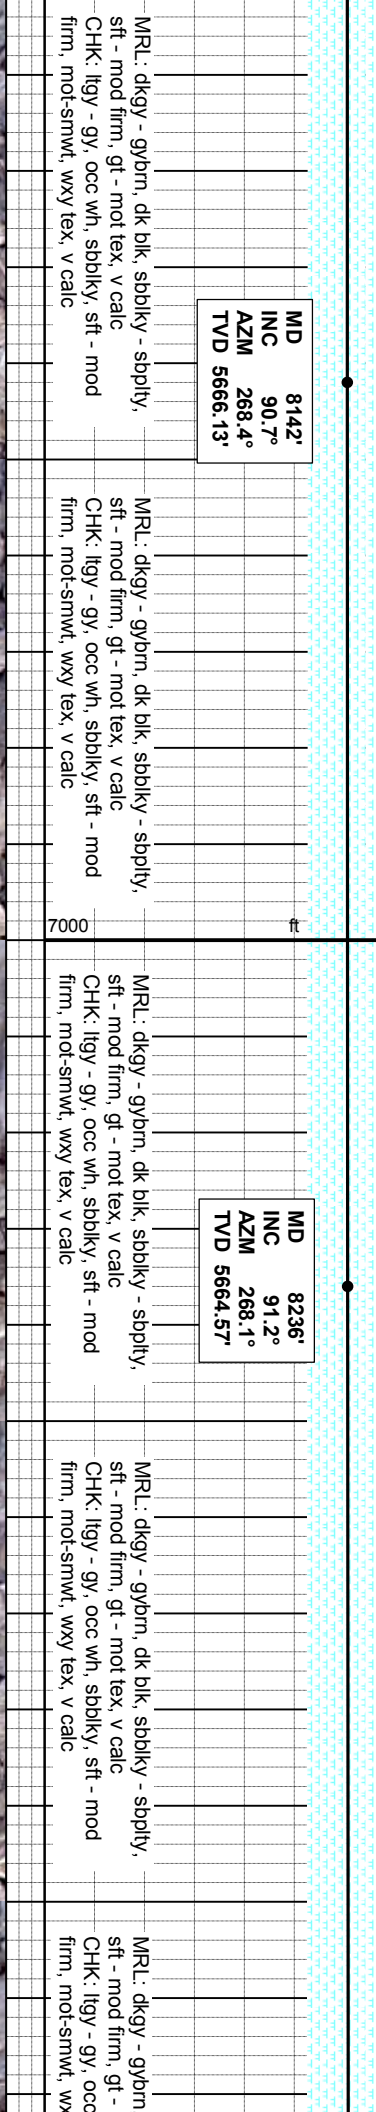 MRL: dkgy - gybrn, dk blk, sbblky - sbplty,
sft - mod firm, gt - mot tex, v calc
CHK: ltgy - gy, occ wh, sbblky, sft - mod
firm, mot-smwt, wxy tex, v calc
MD 8142'
INC 90.7°
AZM 268.4°
TVD 5666.13'
MRL: dkgy - gybrn, dk blk, sbblky - sbplty,
sft - mod firm, gt - mot tex, v calc
CHK: ltgy - gy, occ wh, sbblky, sft - mod
firm, mot-smwt, wxy tex, v calc
7000 ft
MRL: dkgy - gybrn, dk blk, sbblky - sbplty,
sft - mod firm, gt - mot tex, v calc
CHK: ltgy - gy, occ wh, sbblky, sft - mod
firm, mot-smwt, wxy tex, v calc
MD 8236'
INC 91.2°
AZM 268.1°
TVD 5664.57'
MRL: dkgy - gybrn, dk blk, sbblky - sbplty,
sft - mod firm, gt - mot tex, v calc
CHK: ltgy - gy, occ wh, sbblky, sft - mod
firm, mot-smwt, wxy tex, v calc
MRL: dkgy - gybrn
sft - mod firm, gt -
CHK: ltgy - gy, occ
firm, mot-smwt, wx